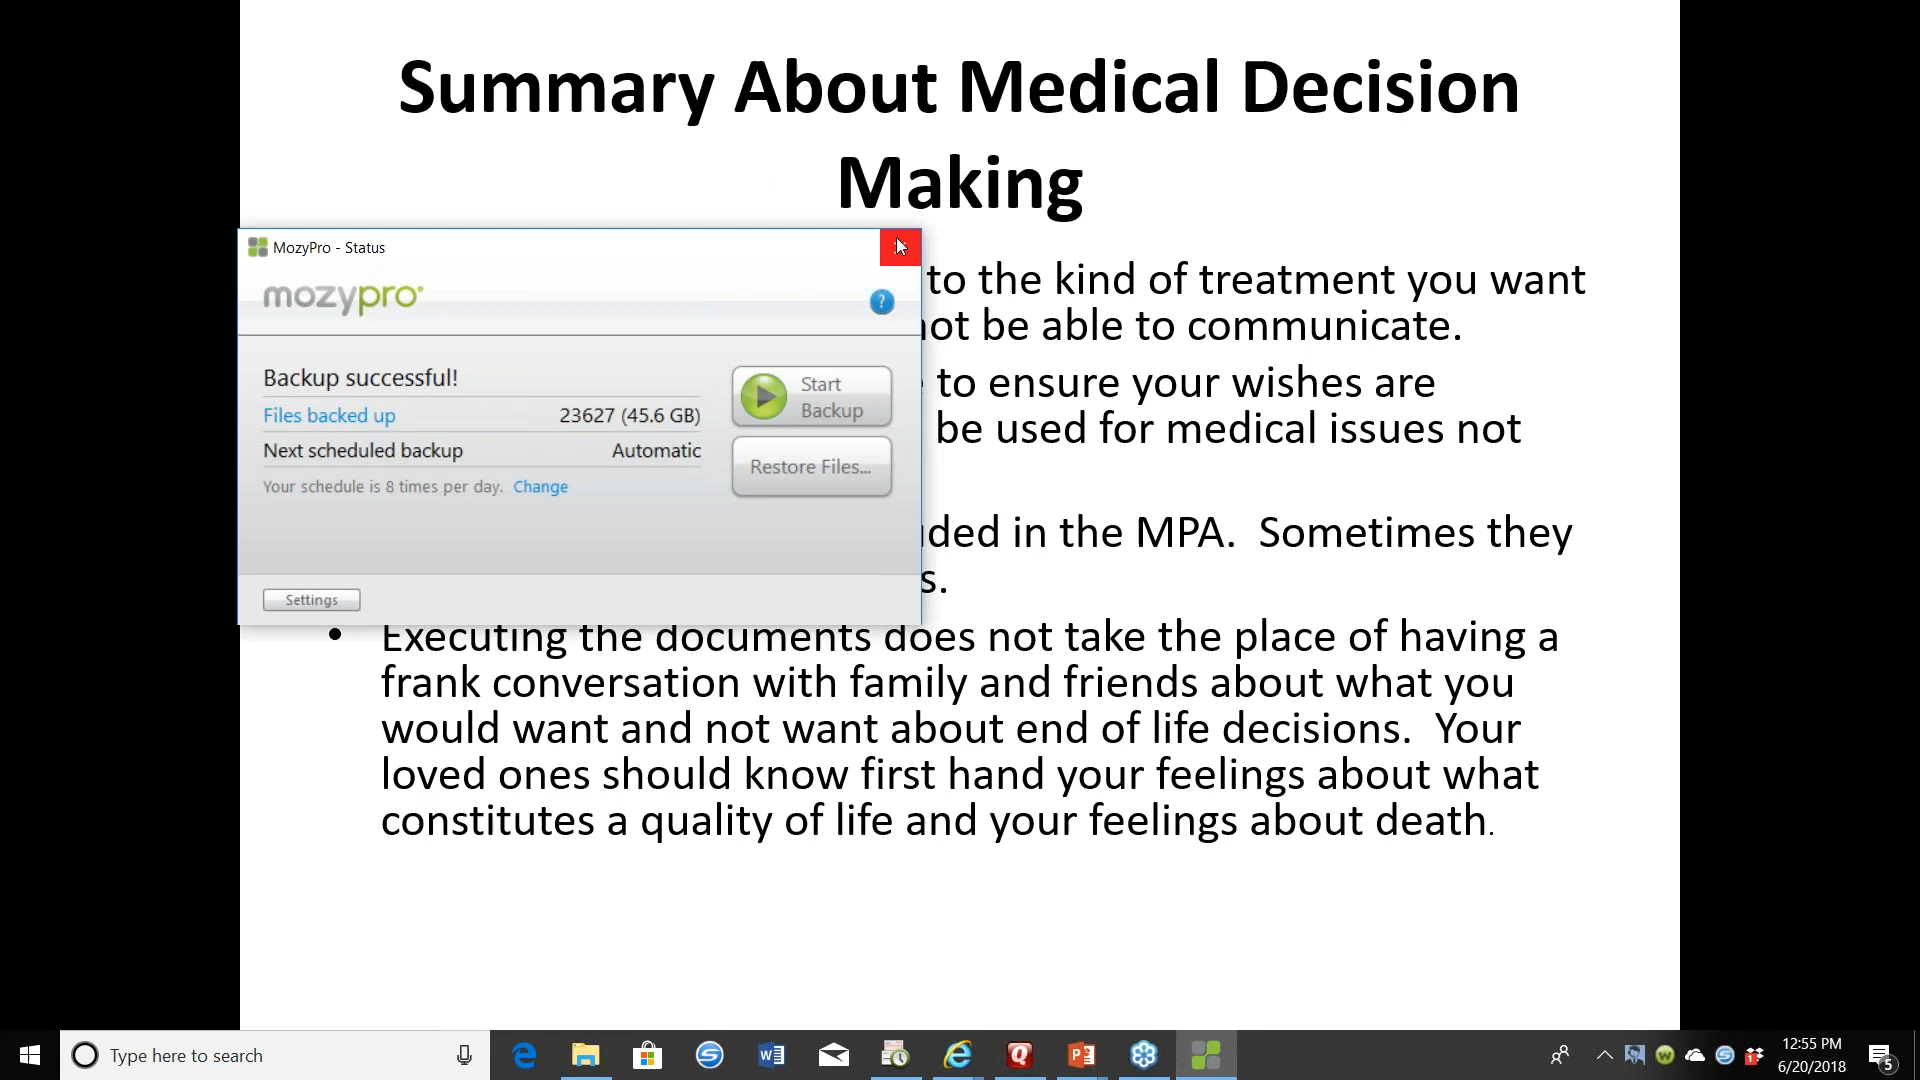 Summary About Medical Decision
Making
MozyPro - Status
mozypro
?
to the kind of treatment you want
not be able to communicate.
Backup successful!
Start
Backup
to ensure your wishes are
Files backed up 23627 (45.6 GB)
be used for medical issues not
Next scheduled backup Automatic
Restore Files...
Your schedule is 8 times per day. Change
in the MPA. Sometimes they
Settings
• Executing the documents does not take the place of having a
frank conversation with family and friends about what you
would want and not want about end of life decisions. Your
loved ones should know first hand your feelings about what
constitutes a quality of life and your feelings about death.
Type here to search
12:55 PM
6/20/2018
5